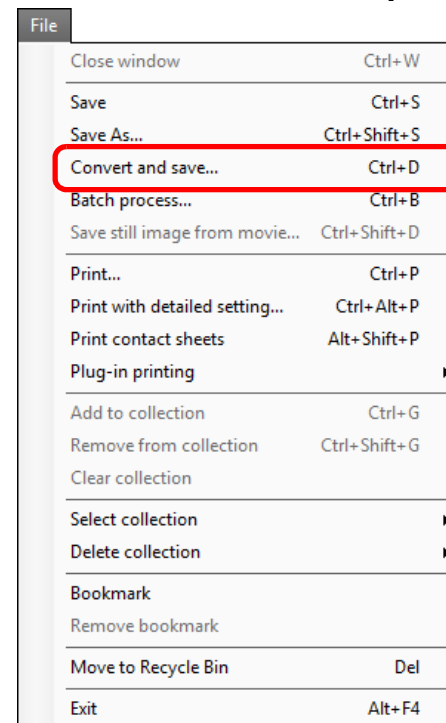 File
Close window Ctrl+W
Save Ctrl+S
Save As... Ctrl+Shift+S
Convert and save... Ctrl+D
Batch process... Ctrl+B
Save still image from movie... Ctrl+Shift+D
Print... Ctrl+P
Print with detailed setting... Ctrl+Alt+P
Print contact sheets Alt+Shift+P
Plug-in printing
Add to collection Ctrl+G
Remove from collection Ctrl+Shift+G
Clear collection
Select collection
Delete collection
Bookmark
Remove bookmark
Move to Recycle Bin Del
Exit Alt+F4